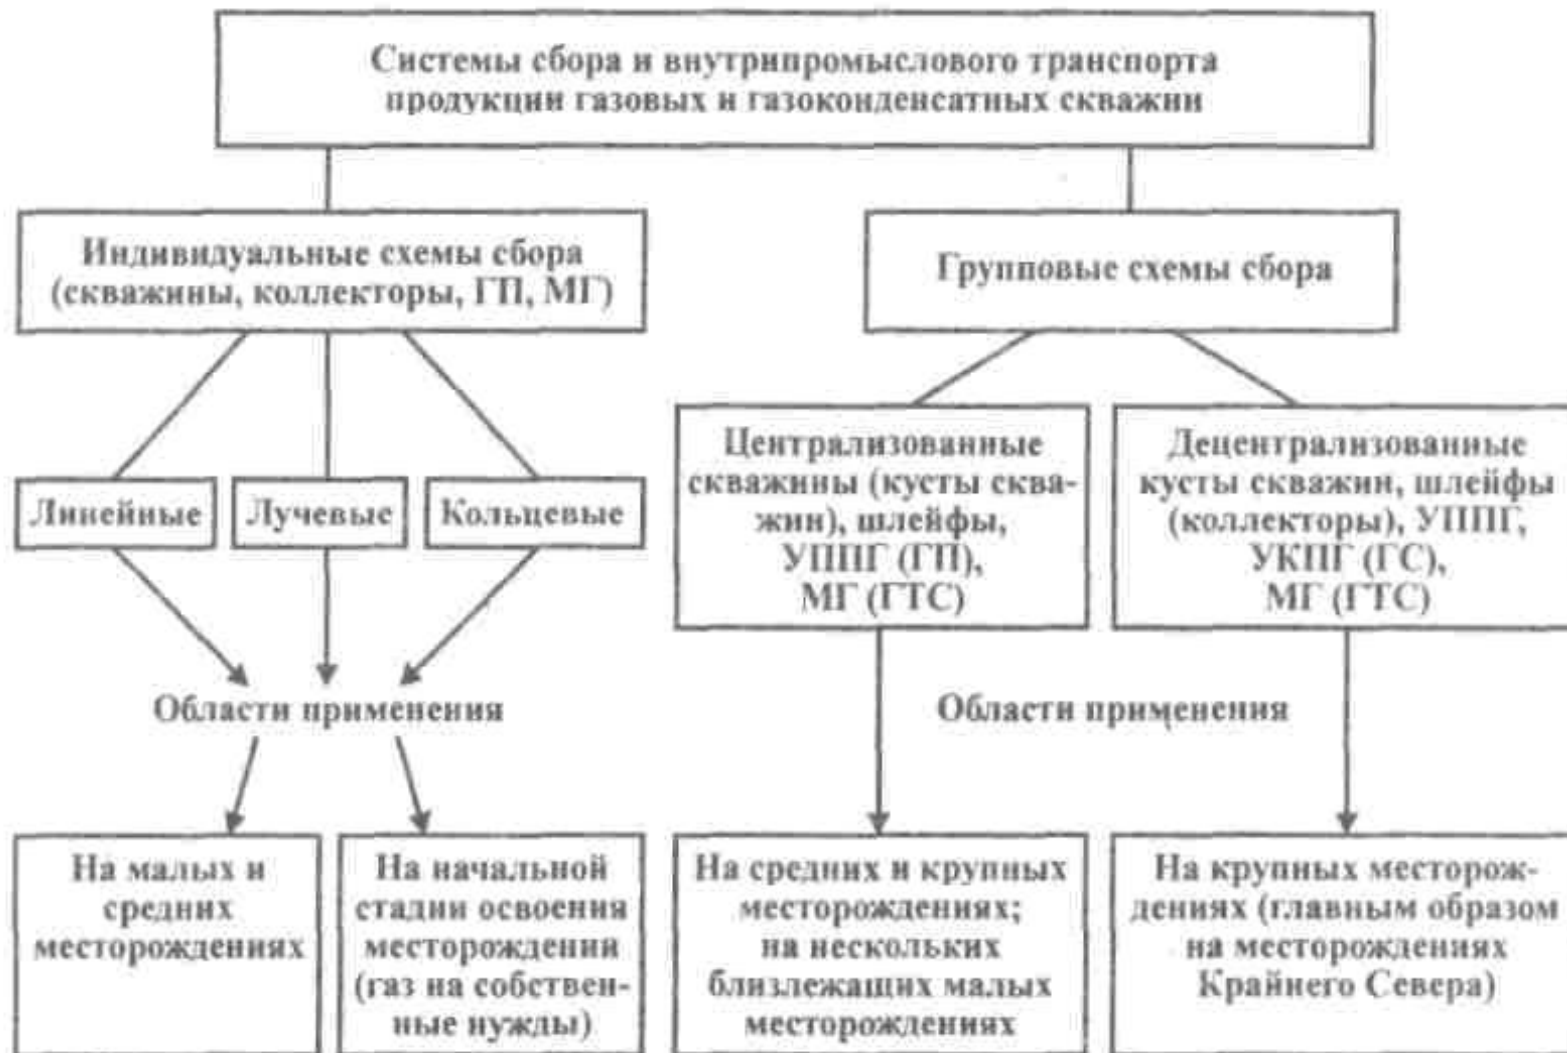 Системы сбора и внутрипромыслового транспорта
продукции газовых и газоконденсатных скважин
Индивидуальные схемы сбора
(скважины, коллекторы, ГП, МГ)
Групповые схемы сбора
Линейные
Лучевые
Кольцевые
Централизованные
скважины (кусты сква-
жин), шлейфы,
УППГ (ГП),
МГ (ГТС)
Децентрализованные
кусты скважин, шлейфы
(коллекторы), УППГ,
УКПГ (ГС),
МГ (ГТС)
Области применения
Области применения
На малых и
средних
месторождениях
На начальной
стадии освоения
месторождений
(газ на собствен-
ные нужды)
На средних и крупных
месторождениях;
на нескольких
близлежащих малых
месторождениях
На крупных месторож-
дениях (главным образом
на месторождениях
Крайнего Севера)